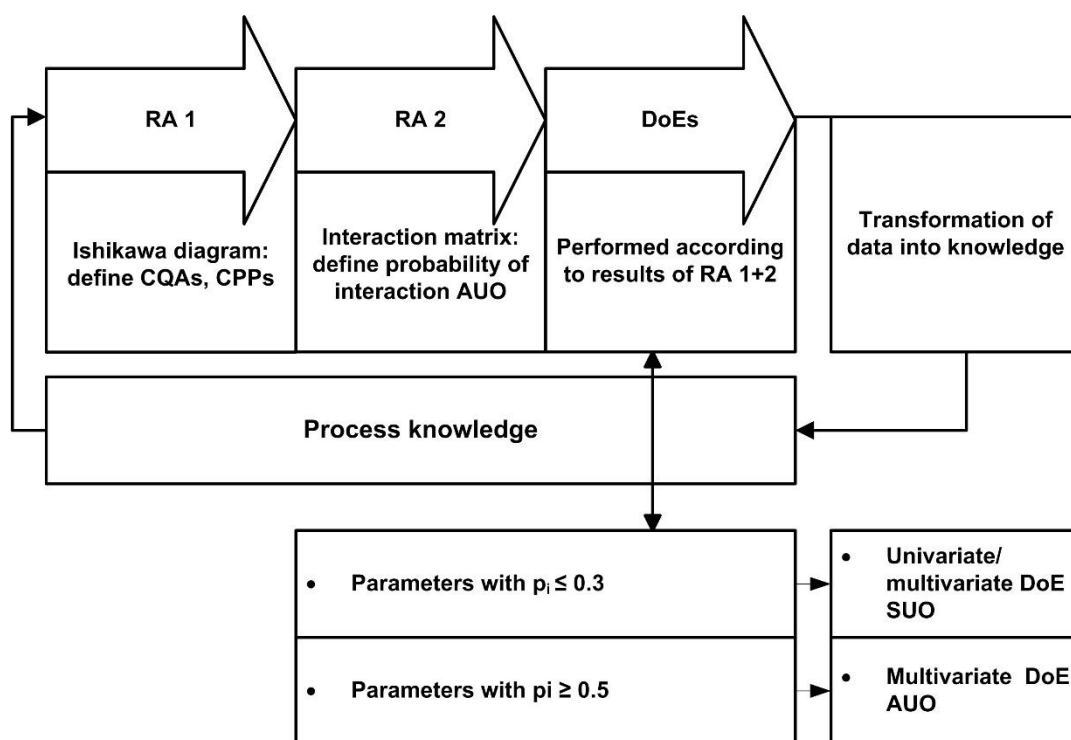 RA 1
RA 2
DoEs
Ishikawa diagram:
define CQAs, CPPs
Interaction matrix:
define probability of
interaction AUO
Performed according
to results of RA 1+2
Transformation of
data into knowledge
Process knowledge
• Parameters with pi ≤ 0.3
• Univariate/
multivariate DoE
SUO
• Parameters with pi ≥ 0.5
• Multivariate DoE
AUO